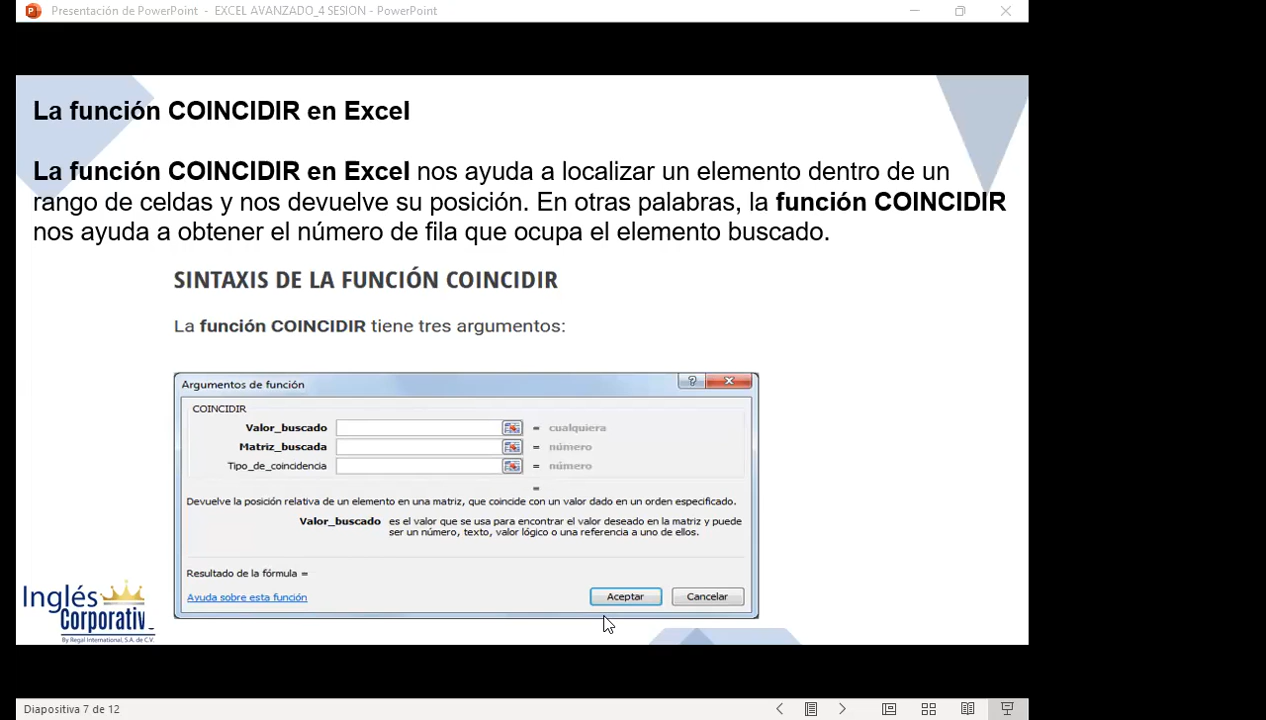 Presentación de PowerPoint - EXCEL AVANZADO_4 SESION - PowerPoint
La función COINCIDIR en Excel
La función COINCIDIR en Excel nos ayuda a localizar un elemento dentro de un
rango de celdas y nos devuelve su posición. En otras palabras, la función COINCIDIR
nos ayuda a obtener el número de fila que ocupa el elemento buscado.
SINTAXIS DE LA FUNCIÓN COINCIDIR
La función COINCIDIR tiene tres argumentos:
Argumentos de función
COINCIDIR
Valor_buscado = cualquiera
Matriz_buscada = número
Tipo_de_coincidencia = número
=
Devuelve la posición relativa de un elemento en una matriz, que coincide con un valor dado en un orden especificado.
Valor_buscado es el valor que se usa para encontrar el valor deseado en la matriz y puede
ser un número, texto, valor lógico o una referencia a uno de ellos.
Resultado de la fórmula =
Ayuda sobre esta función
Aceptar
Cancelar
Inglés
Corporativ
By Regal International, S.A. de C.V.
Diapositiva 7 de 12